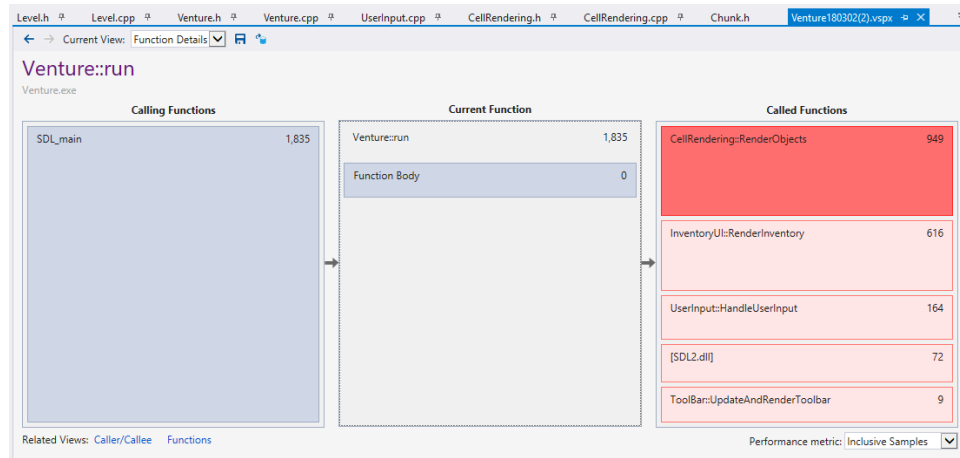 Level.h Level.cpp Venture.h Venture.cpp UserInput.cpp CellRendering.h CellRendering.cpp Chunk.h Venture180302(2).vspx
Current View: Function Details
Venture::run
Venture.exe
Calling Functions Current Function Called Functions
SDL_main 1,835 Venture::run 1,835 CellRendering::RenderObjects 949
Function Body 0
InventoryUI::RenderInventory 616
UserInput::HandleUserInput 164
[SDL2.dll] 72
ToolBar::UpdateAndRenderToolbar 9
Related Views: Caller/Callee Functions Performance metric: Inclusive Samples